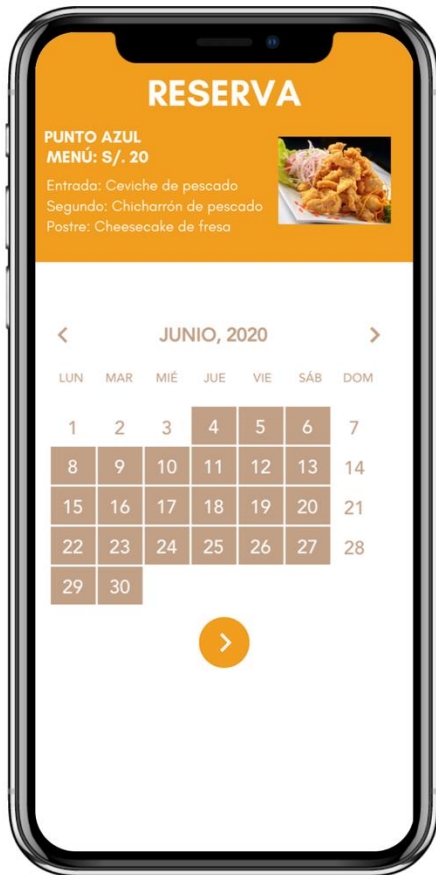 RESERVA
PUNTO AZUL
MENÚ: S/. 20
Entrada: Ceviche de pescado
Segundo: Chicharrón de pescado
Postre: Cheesecake de fresa
JUNIO, 2020
LUN MAR MIÉ JUE VIE SÁB DOM
1 2 3 4 5 6 7
8 9 10 11 12 13 14
15 16 17 18 19 20 21
22 23 24 25 26 27 28
29 30